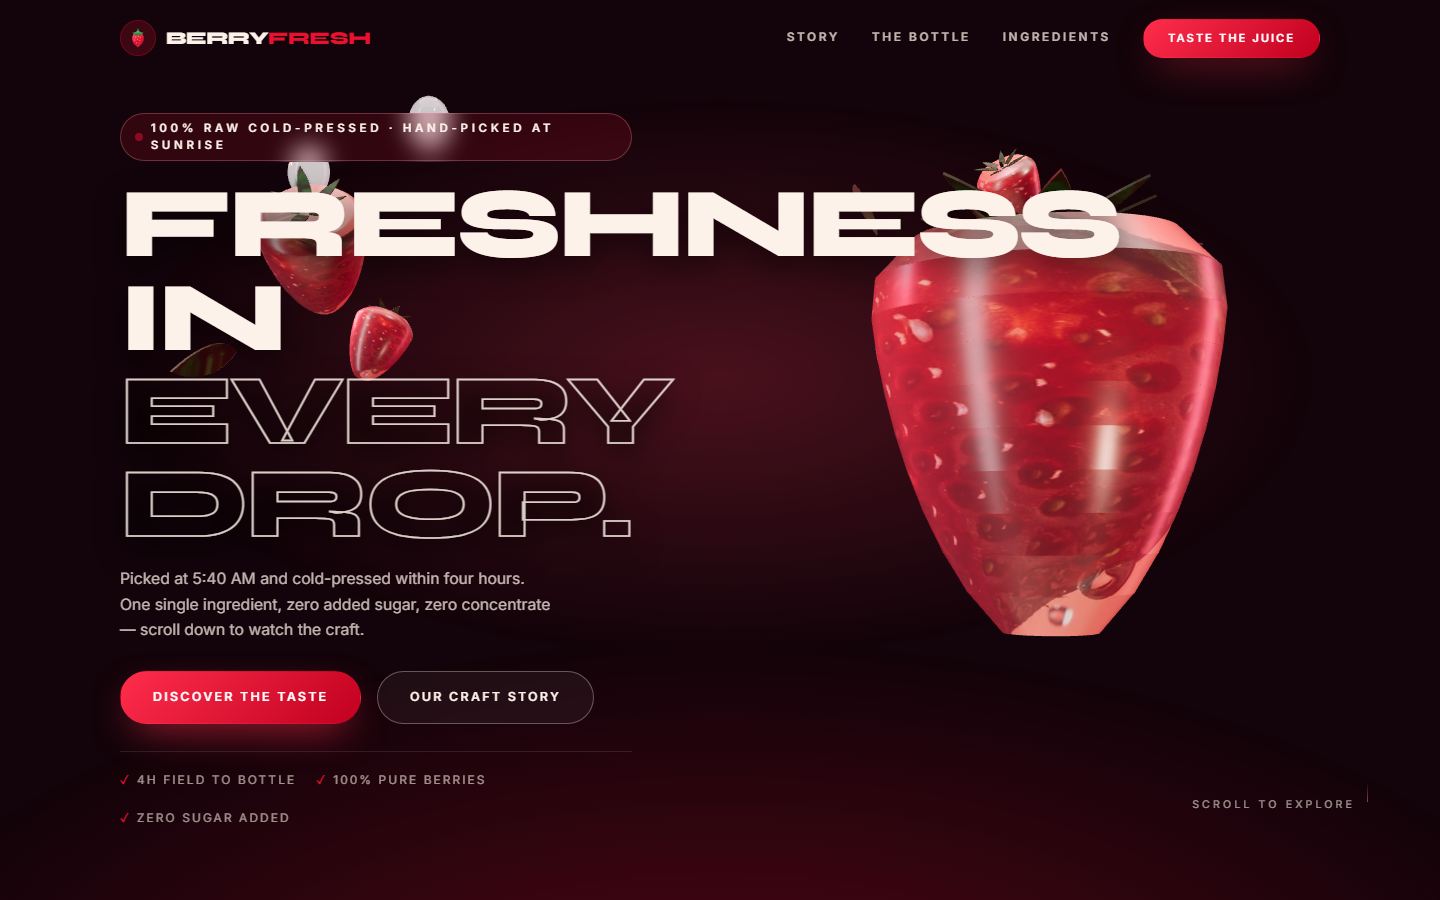 BERRYFRESH
STORY
THE BOTTLE
INGREDIENTS
TASTE THE JUICE
100% RAW COLD-PRESSED · HAND-PICKED AT
SUNRISE
FRESHNESS
IN
EVERY
DROP.
Picked at 5:40 AM and cold-pressed within four hours.
One single ingredient, zero added sugar, zero concentrate
— scroll down to watch the craft.
DISCOVER THE TASTE
OUR CRAFT STORY
✓ 4H FIELD TO BOTTLE
✓ 100% PURE BERRIES
✓ ZERO SUGAR ADDED
SCROLL TO EXPLORE